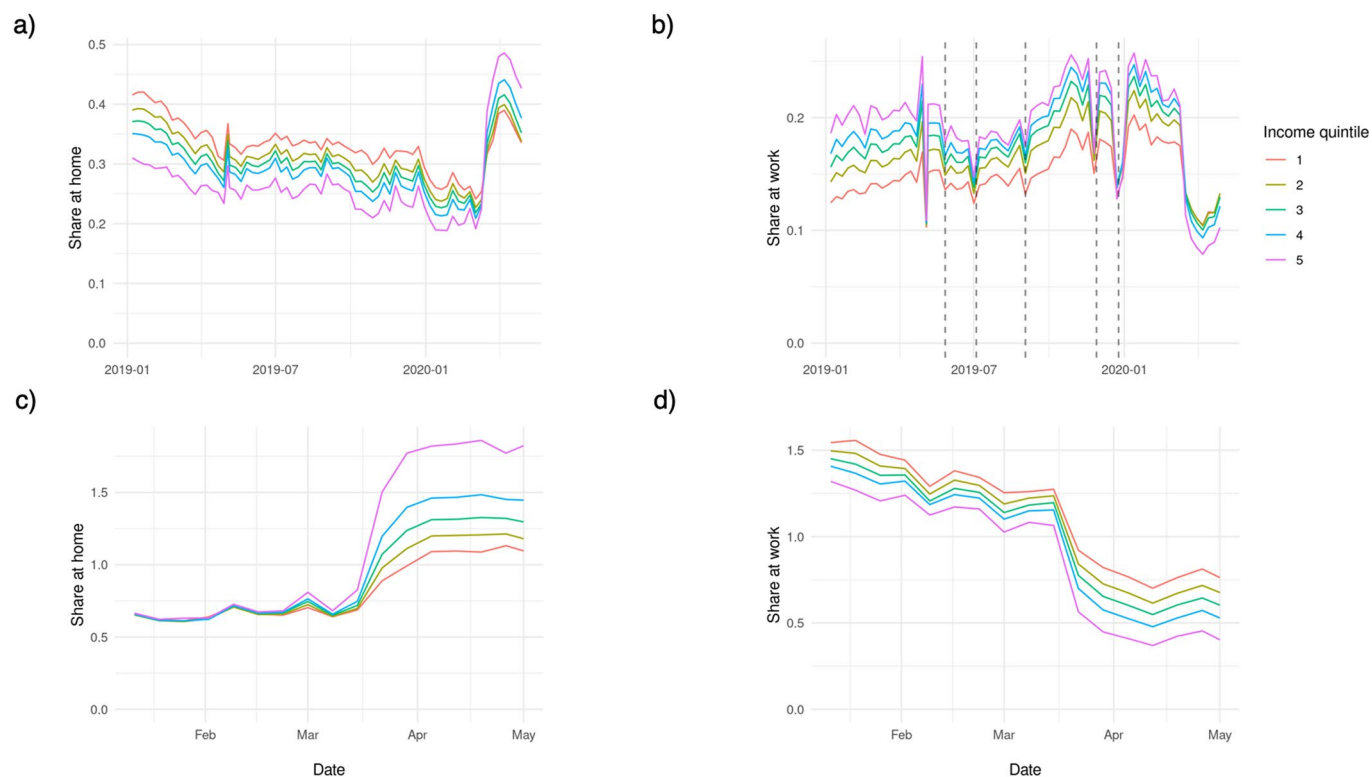 a)
b)
0.5
0.4
0.3
0.2
0.1
0.0
Share at home
2019-01
2019-07
2020-01
0.2
0.1
0.0
Share at work
2019-01
2019-07
2020-01
Income quintile
1
2
3
4
5
c)
d)
1.5
1.0
0.5
0.0
Share at home
Feb
Mar
Apr
May
Date
1.5
1.0
0.5
0.0
Share at work
Feb
Mar
Apr
May
Date